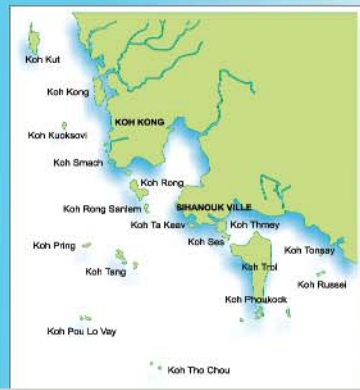 Koh Kut
Koh Kong
KOH KONG
Koh Kuoksovi
Koh Smach
Koh Rong
Koh Rong Sanlem
SIHANOUK VILLE
Koh Ta Keav
Koh Thmey
Koh Ses
Koh Pring
Koh Tonsay
Koh Tang
Koh Trol
Koh Russei
Koh Phoukook
Koh Pou Lo Vay
Koh Tho Chou